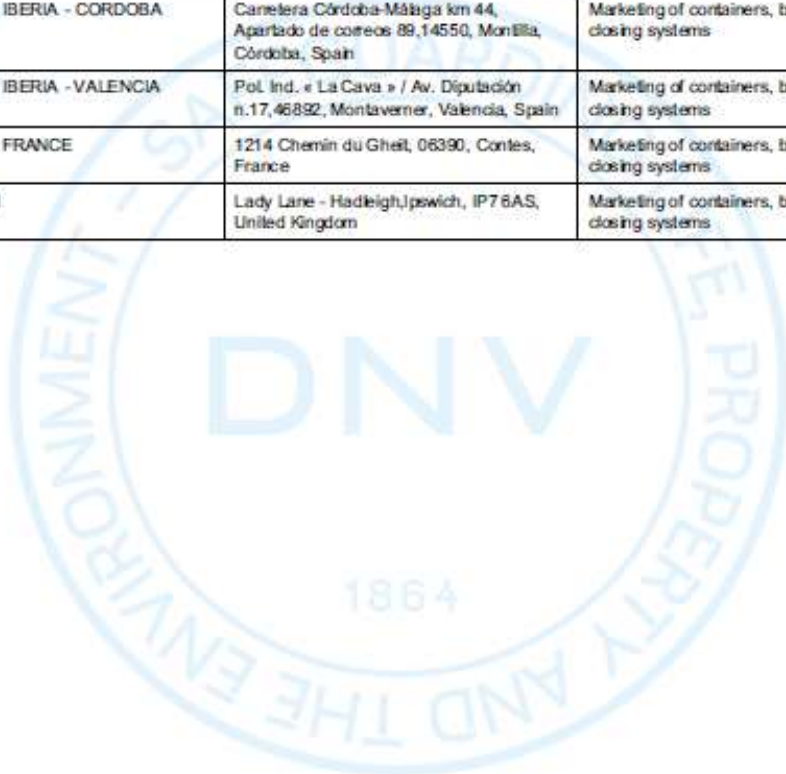 IBERIA - CORDOBA
Carretera Córdoba-Málaga km 44,
Apartado de correos 89,14550, Montilla,
Córdoba, Spain
Marketing of containers, b
closing systems
IBERIA - VALENCIA
Pol. Ind. « La Cava » / Av. Diputación
n.17,46892, Montaverner, Valencia, Spain
Marketing of containers, b
closing systems
FRANCE
1214 Chemin du Gheit, 06390, Contes,
France
Marketing of containers, b
closing systems
Lady Lane - Hadleigh,Ipswich, IP7 6AS,
United Kingdom
Marketing of containers, b
closing systems
DNV
1864
PROPERTY AND THE ENVIRONMENT